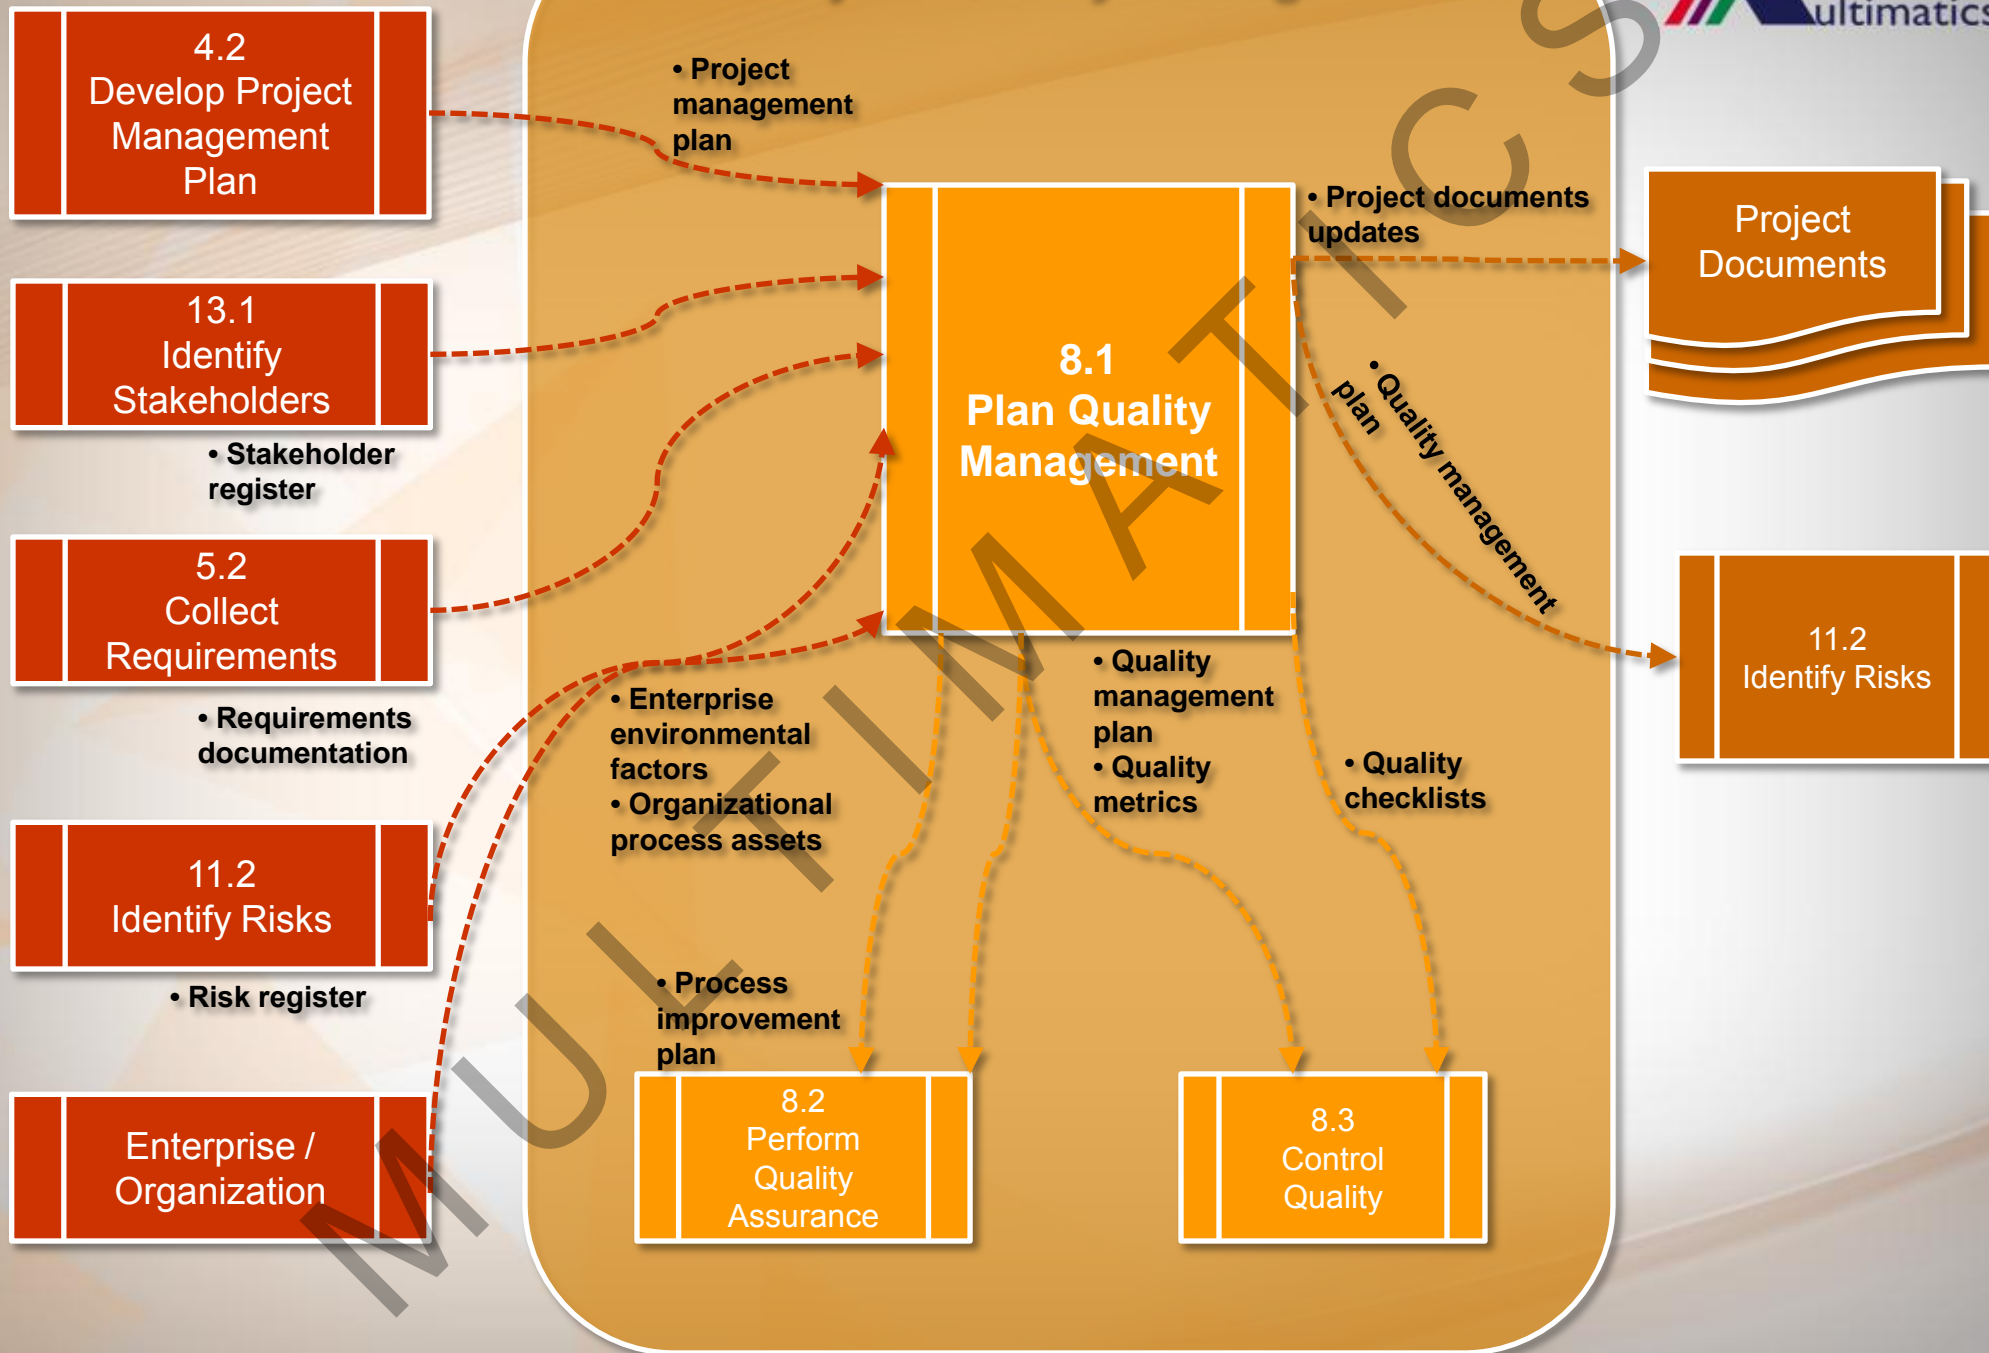 ultimatics
4.2
Develop Project
Management
Plan
• Project
management
plan
13.1
Identify
Stakeholders
• Stakeholder
register
5.2
Collect
Requirements
• Requirements
documentation
11.2
Identify Risks
• Risk register
Enterprise /
Organization
8.1
Plan Quality
Management
• Enterprise
environmental
factors
• Organizational
process assets
• Project documents
updates
Project
Documents
• Quality management
plan
11.2
Identify Risks
• Quality
management
plan
• Quality
metrics
• Quality
checklists
• Process
improvement
plan
8.2
Perform
Quality
Assurance
8.3
Control
Quality
MULTIMATICS